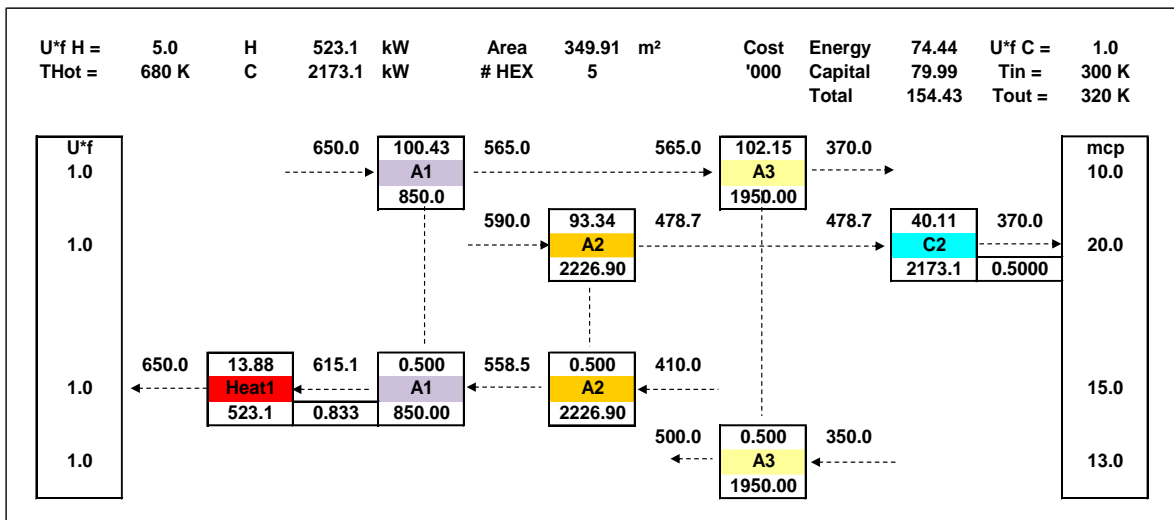 U*f H = 5.0 H 523.1 kW Area 349.91 m² Cost Energy 74.44 U*f C = 1.0
THot = 680 K C 2173.1 kW # HEX 5 '000 Capital 79.99 Tin = 300 K
Total 154.43 Tout = 320 K
U*f 650.0 100.43 565.0 565.0 102.15 370.0 mcp
1.0 A1 A3 10.0
850.0 1950.00
590.0 93.34 478.7 478.7 40.11 370.0
1.0 A2 C2 20.0
2226.90 2173.1 0.5000
650.0 13.88 615.1 0.500 558.5 0.500 410.0
1.0 Heat1 A1 A2 15.0
523.1 0.833 850.00 2226.90
500.0 0.500 350.0
1.0 A3 13.0
1950.00